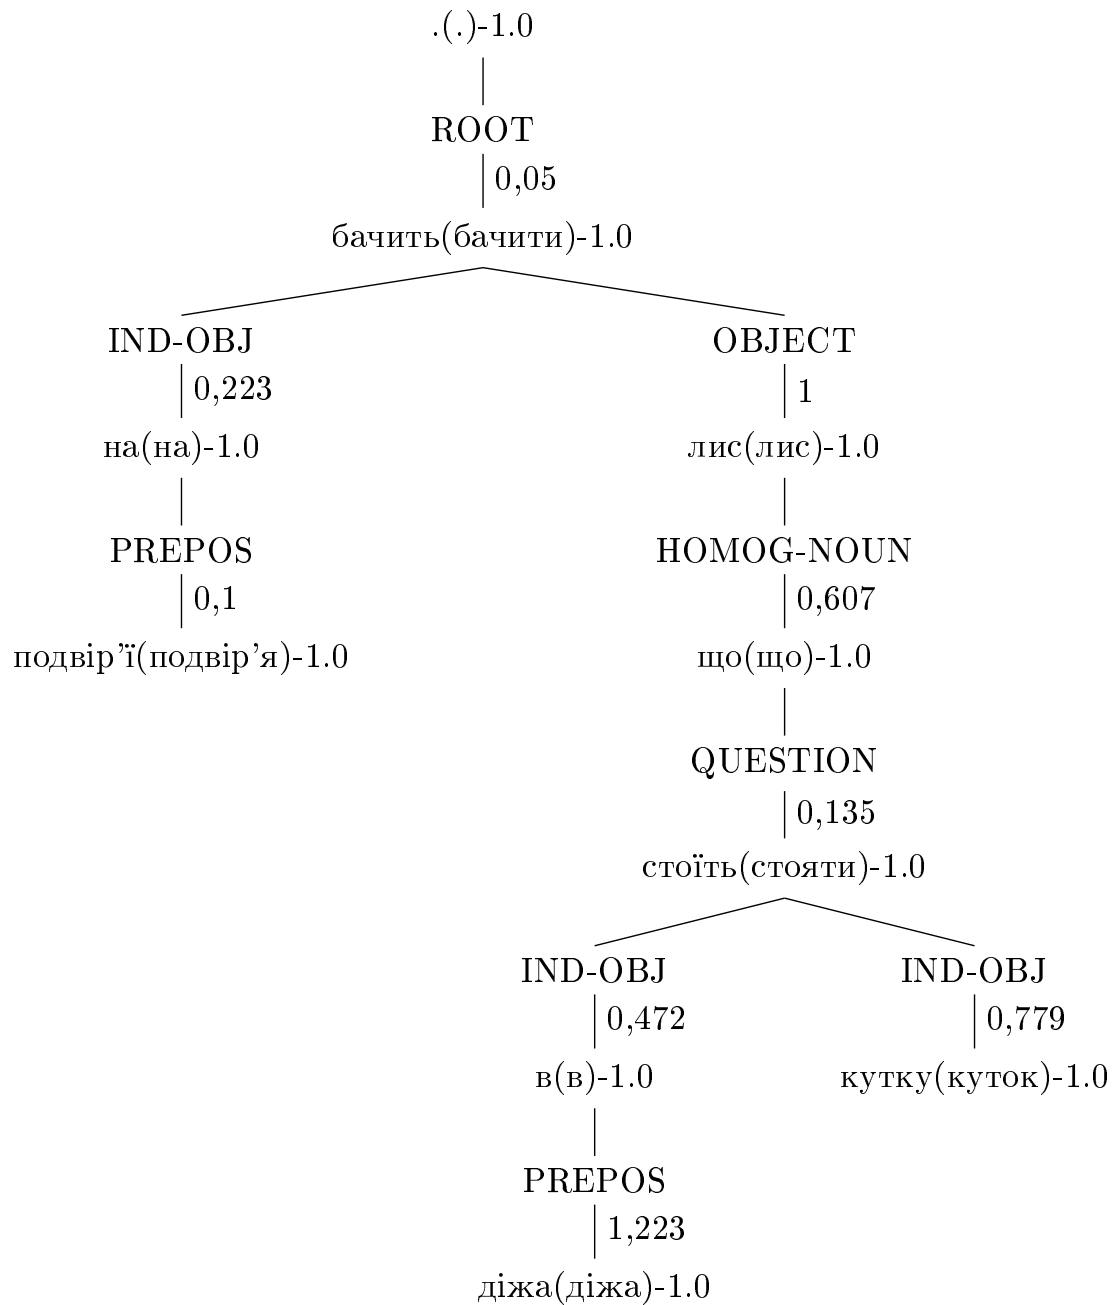 .(.)-1.0
ROOT
0,05
бачить(бачити)-1.0
IND-OBJ OBJECT
0,223 1
на(на)-1.0 лис(лис)-1.0
PREPOS HOMOG-NOUN
0,1 0,607
подвір'ї(подвір'я)-1.0 що(що)-1.0
QUESTION
0,135
стоїть(стояти)-1.0
IND-OBJ IND-OBJ
0,472 0,779
в(в)-1.0 кутку(куток)-1.0
PREPOS
1,223
діжа(діжа)-1.0